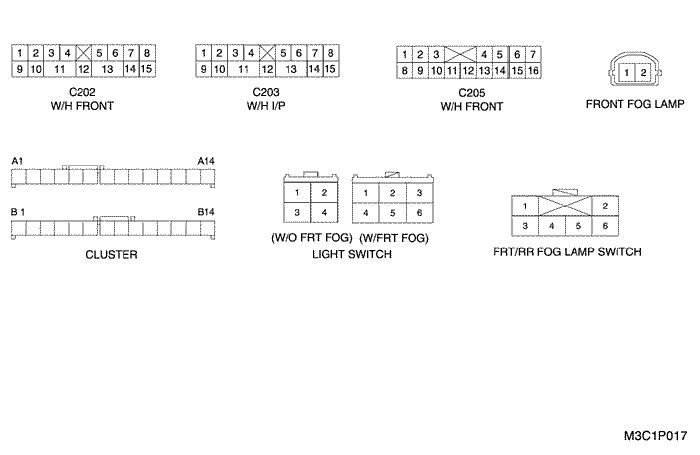 1 2 3 4 5 6 7 8
9 10 11 12 13 14 15
C202
W/H FRONT
1 2 3 4 5 6 7 8
9 10 11 12 13 14 15
C203
W/H I/P
1 2 3 4 5 6 7
8 9 10 11 12 13 14 15 16
C205
W/H FRONT
1 2
FRONT FOG LAMP
A1 A14
B1 B14
CLUSTER
1 2
3 4
(W/O FRT FOG)
1 2 3
4 5 6
(W/FRT FOG)
LIGHT SWITCH
1 2
3 4 5 6
FRT/RR FOG LAMP SWITCH
M3C1P017